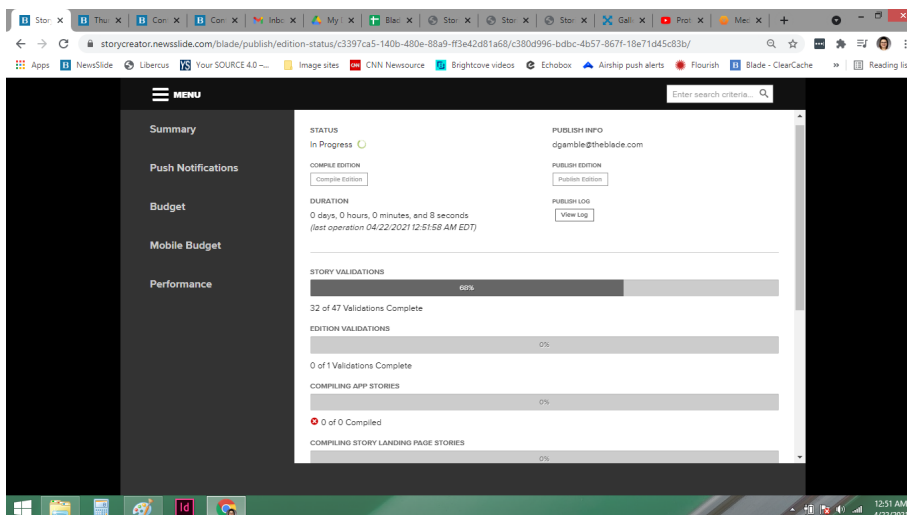 Stor
Thu
Con
Con
Inbo
My
Blad
Stor
Stor
Stor
Gall
Prot
Mec
storycreator.newsslide.com/blade/publish/edition-status/c3397ca5-140b-480e-88a9-ff3e42d81a68/c380d996-bdbc-4b57-867f-18e71d45c83b/
Apps NewsSlide Libercus Your SOURCE 4.0 –... Image sites CNN Newsource Brightcove videos Echobox Airship push alerts Flourish Blade - ClearCache » Reading lis
MENU
Enter search criteria...
Summary
Push Notifications
Budget
Mobile Budget
Performance
STATUS
In Progress
PUBLISH INFO
dgamble@theblade.com
COMPILE EDITION
Compile Edition
PUBLISH EDITION
Publish Edition
DURATION
0 days, 0 hours, 0 minutes, and 8 seconds
(last operation 04/22/2021 12:51:58 AM EDT)
PUBLISH LOG
View Log
STORY VALIDATIONS
68%
32 of 47 Validations Complete
EDITION VALIDATIONS
0%
0 of 1 Validations Complete
COMPILING APP STORIES
0%
0 of 0 Compiled
COMPILING STORY LANDING PAGE STORIES
0%
Id
12:51 AM
4/22/2021